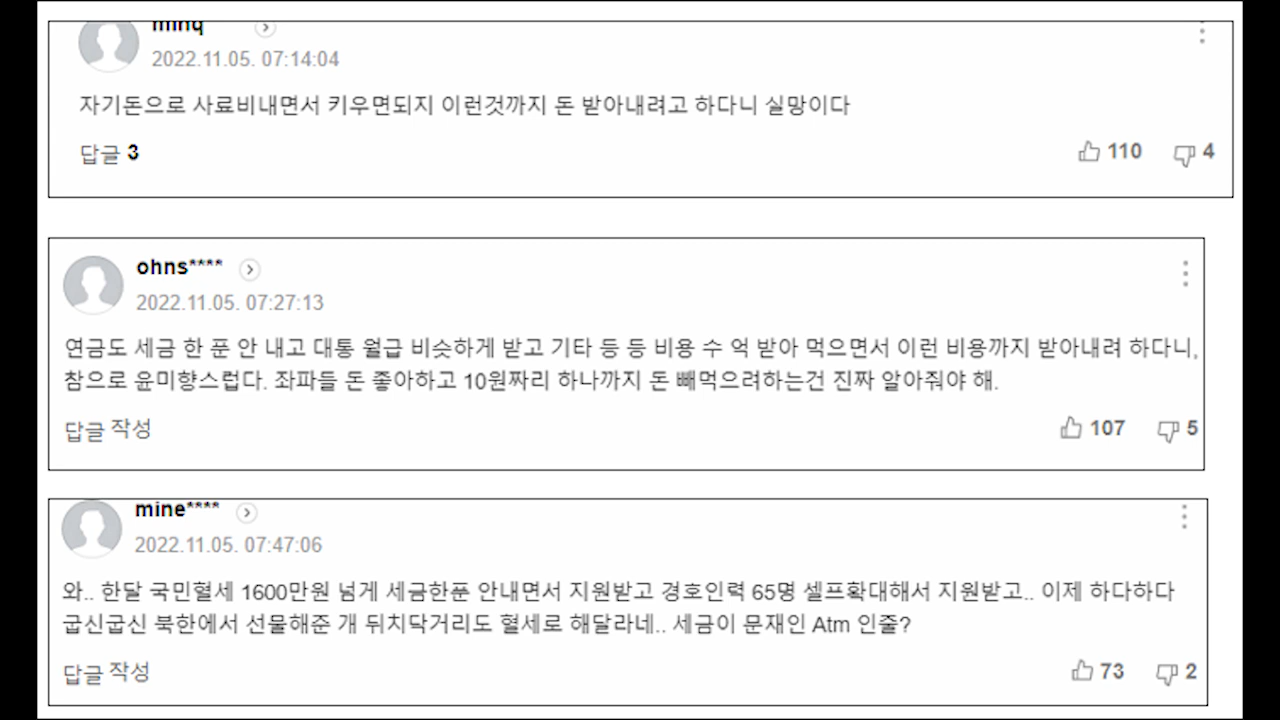 minq
2022.11.05. 07:14:04
자기돈으로 사료비내면서 키우면되지 이런것까지 돈 받아내려고 하다니 실망이다
답글 3
110 4
ohns****
2022.11.05. 07:27:13
연금도 세금 한 푼 안 내고 대통 월급 비슷하게 받고 기타 등 등 비용 수 억 받아 먹으면서 이런 비용까지 받아내려 하다니,
참으로 윤미향스럽다. 좌파들 돈 좋아하고 10원짜리 하나까지 돈 빼먹으려하는건 진짜 알아줘야 해.
답글 작성
107 5
mine****
2022.11.05. 07:47:06
와.. 한달 국민혈세 1600만원 넘게 세금한푼 안내면서 지원받고 경호인력 65명 셀프확대해서 지원받고.. 이제 하다하다
굽신굽신 북한에서 선물해준 개 뒤치닥거리도 혈세로 해달라네.. 세금이 문재인 Atm 인줄?
답글 작성
73 2